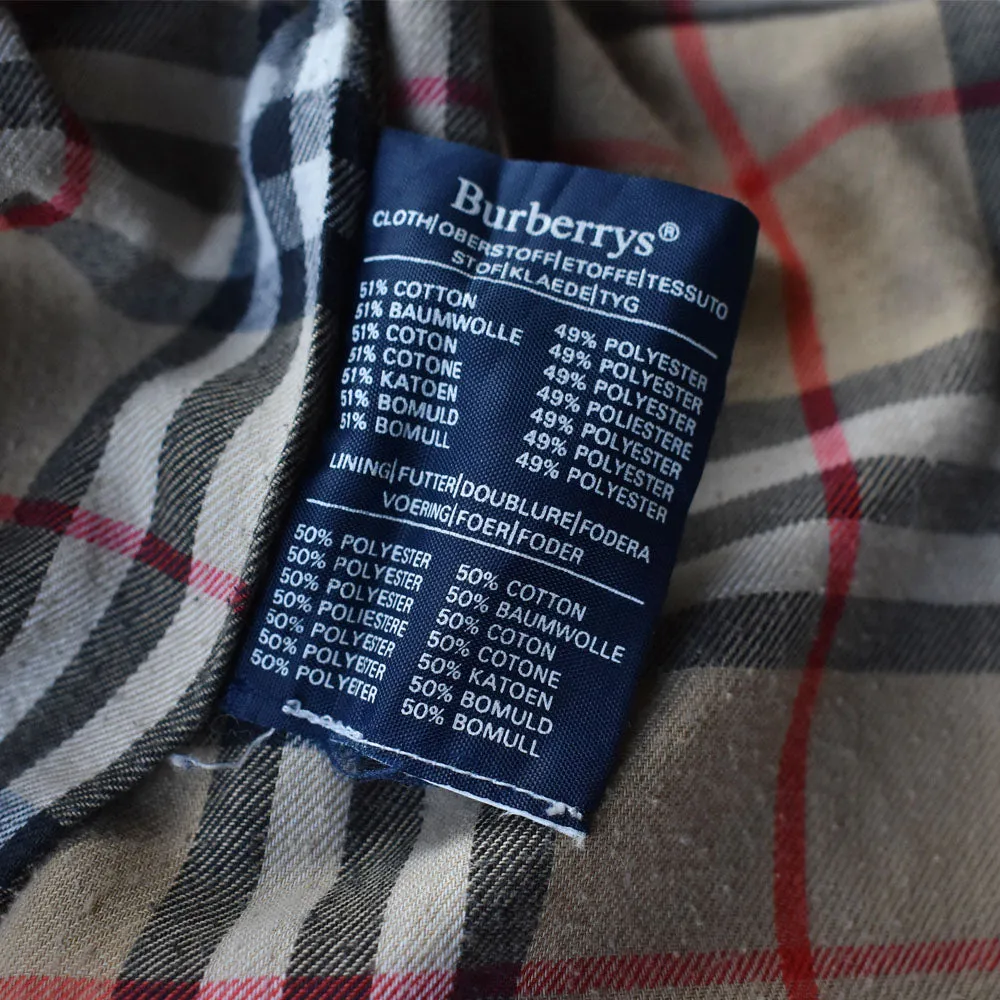 Burberrys®
CLOTH|OBERSTOFF|ETOFFE|TESSUTO
STOF|KLAEDE|TYG
51% COTTON 49% POLYESTER
51% BAUMWOLLE 49% POLYESTER
51% COTON 49% POLYESTER
51% COTONE 49% POLIESTERE
51% KATOEN 49% POLYESTER
51% BOMULD 49% POLYESTER
51% BOMULL 49% POLYESTER
LINING|FUTTER|DOUBLURE|FODERA
VOERING|FOER|FODER
50% POLYESTER 50% COTTON
50% POLYESTER 50% BAUMWOLLE
50% POLYESTER 50% COTON
50% POLIESTERE 50% COTONE
50% POLYESTER 50% KATOEN
50% POLYESTER 50% BOMULD
50% POLYETER 50% BOMULL